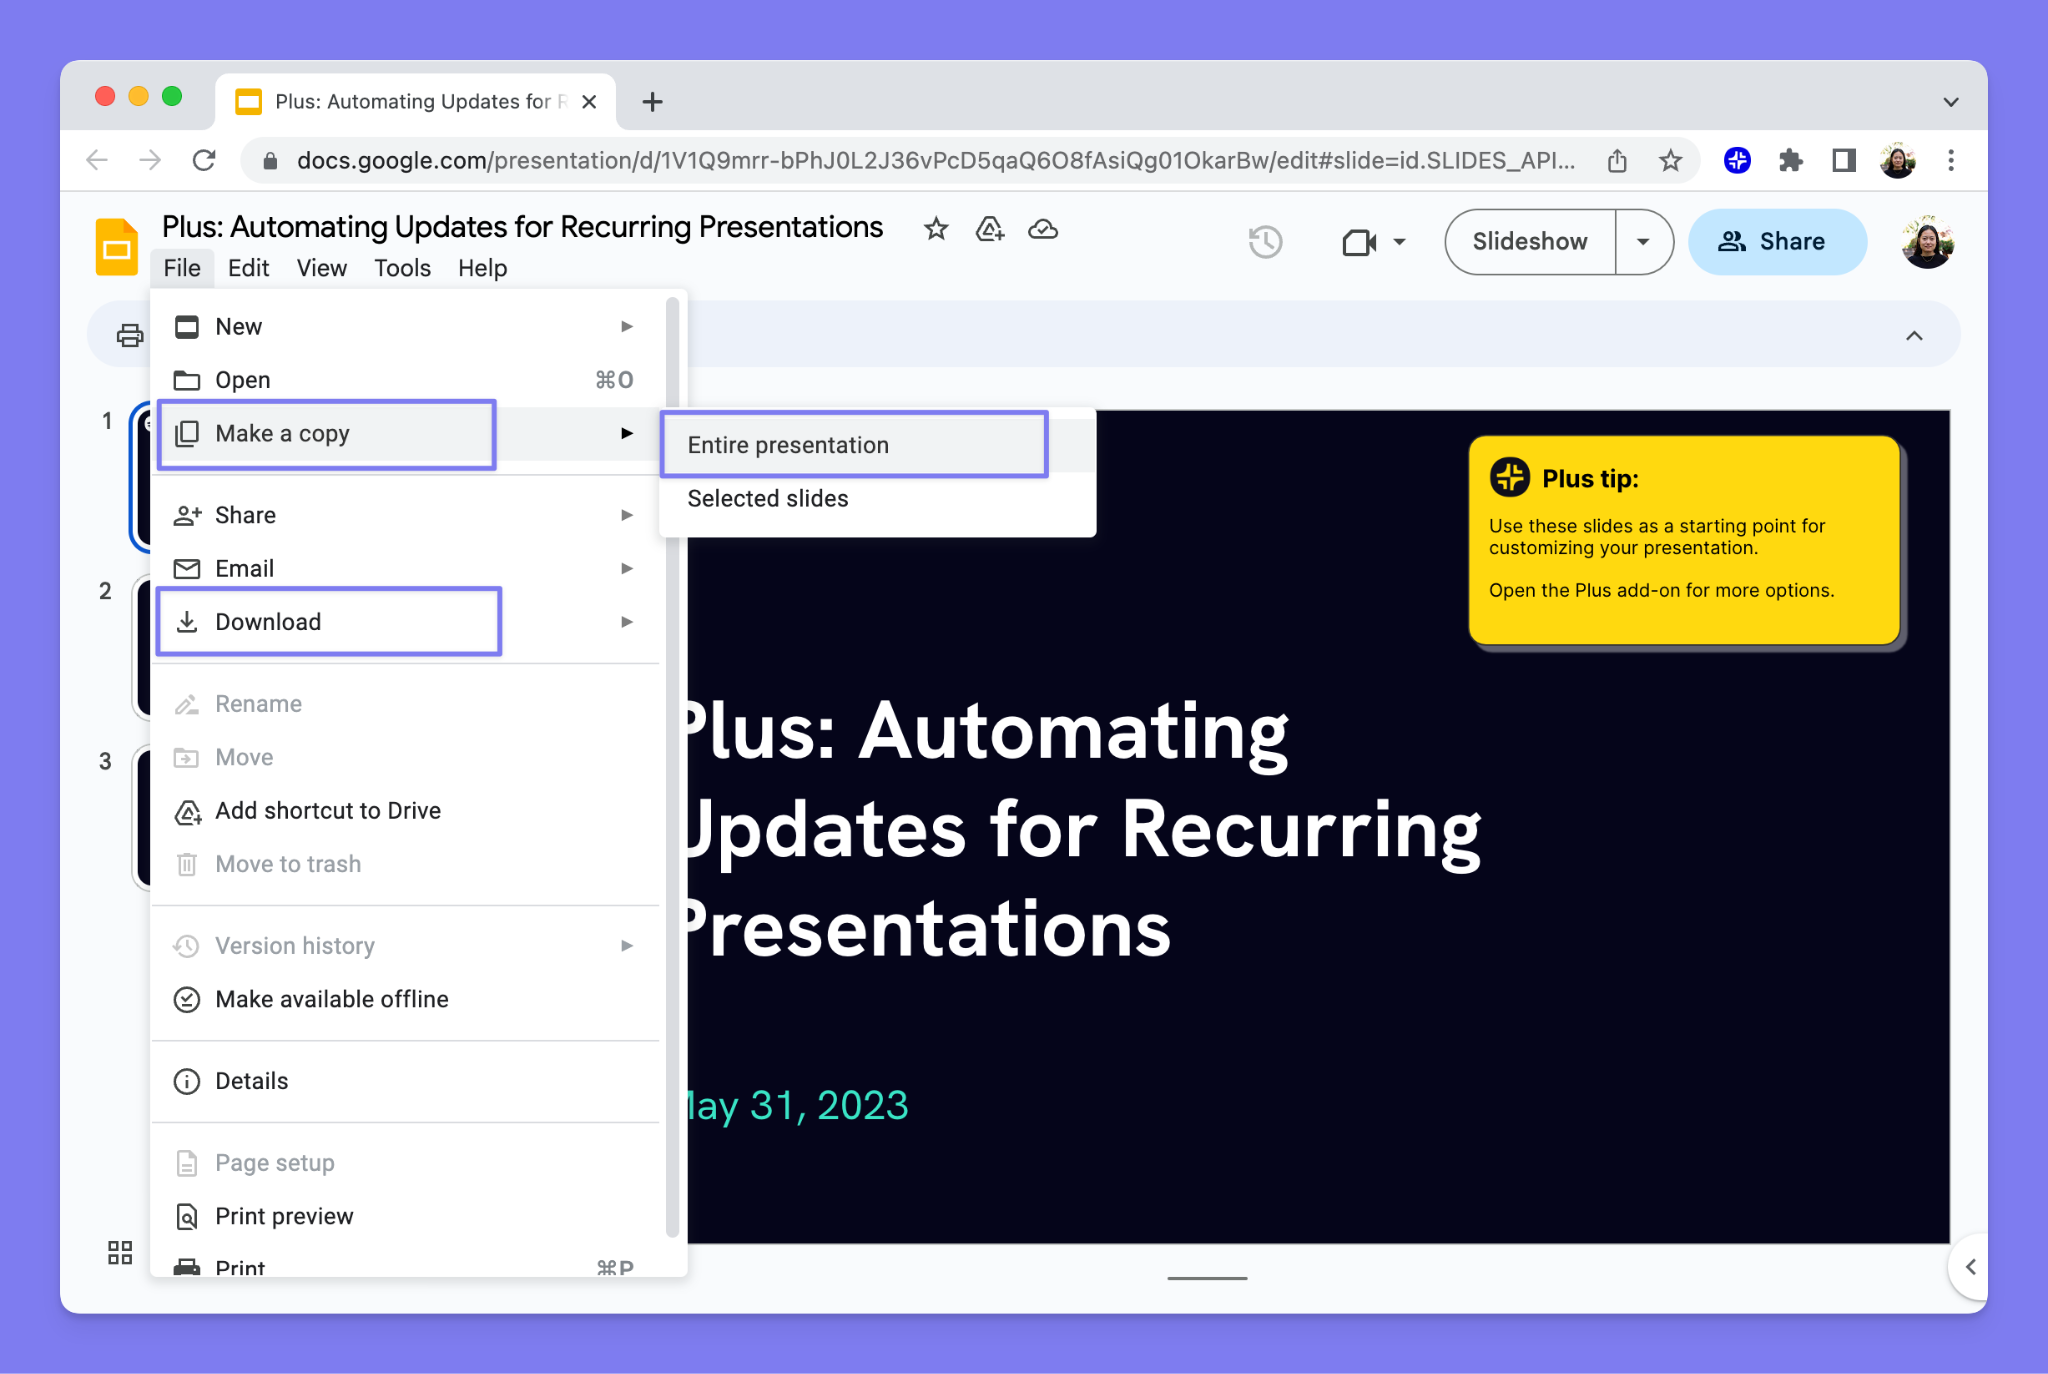 Plus: Automating Updates for R
docs.google.com/presentation/d/1V1Q9mrr-bPhJ0L2J36vPcD5qaQ6O8fAsiQg01OkarBw/edit#slide=id.SLIDES_API...
Plus: Automating Updates for Recurring Presentations
File Edit View Tools Help
Slideshow
Share
New
Open ⌘O
Make a copy
Entire presentation
Selected slides
Share
Email
Download
Rename
Move
Add shortcut to Drive
Move to trash
Version history
Make available offline
Details
Page setup
Print preview
Print ⌘P
1
2
3
Plus tip:
Use these slides as a starting point for
customizing your presentation.
Open the Plus add-on for more options.
Plus: Automating
Updates for Recurring
Presentations
May 31, 2023